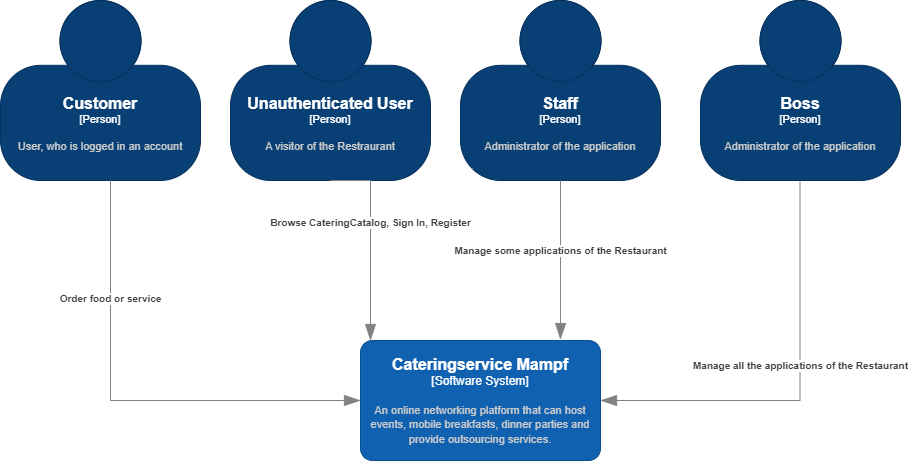 Customer
[Person]
User, who is logged in an account
Unauthenticated User
[Person]
A visitor of the Restraurant
Staff
[Person]
Administrator of the application
Boss
[Person]
Administrator of the application
Browse CateringCatalog, Sign In, Register
Manage some applications of the Restaurant
Order food or service
Manage all the applications of the Restaurant
Cateringservice Mampf
[Software System]
An online networking platform that can host
events, mobile breakfasts, dinner parties and
provide outsourcing services.